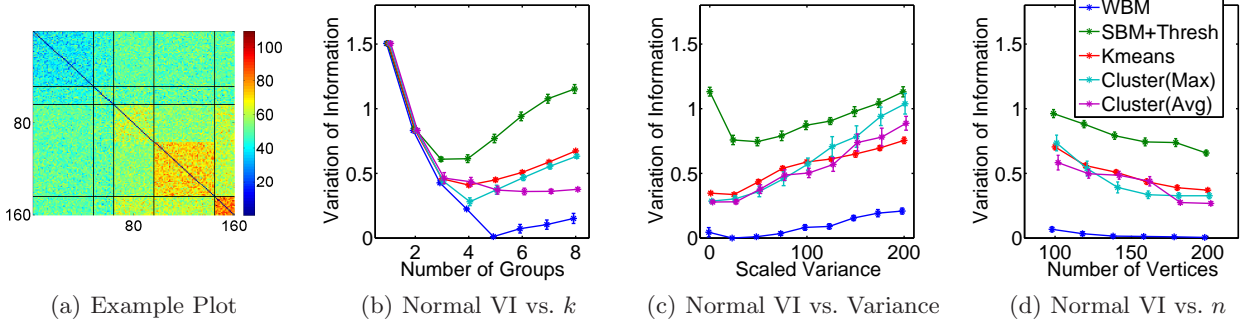 80
160
80
160
100
80
60
40
20
0
(a) Example Plot
Variation of Information
1.5
1
0.5
0
2
4
6
8
Number of Groups
(b) Normal VI vs. k
Variation of Information
1.5
1
0.5
0
0
50
100
150
200
Scaled Variance
(c) Normal VI vs. Variance
Variation of Information
1.5
1
0.5
0
100
140
160
200
Number of Vertices
WBM
SBM+Thresh
Kmeans
Cluster(Max)
Cluster(Avg)
(d) Normal VI vs. n